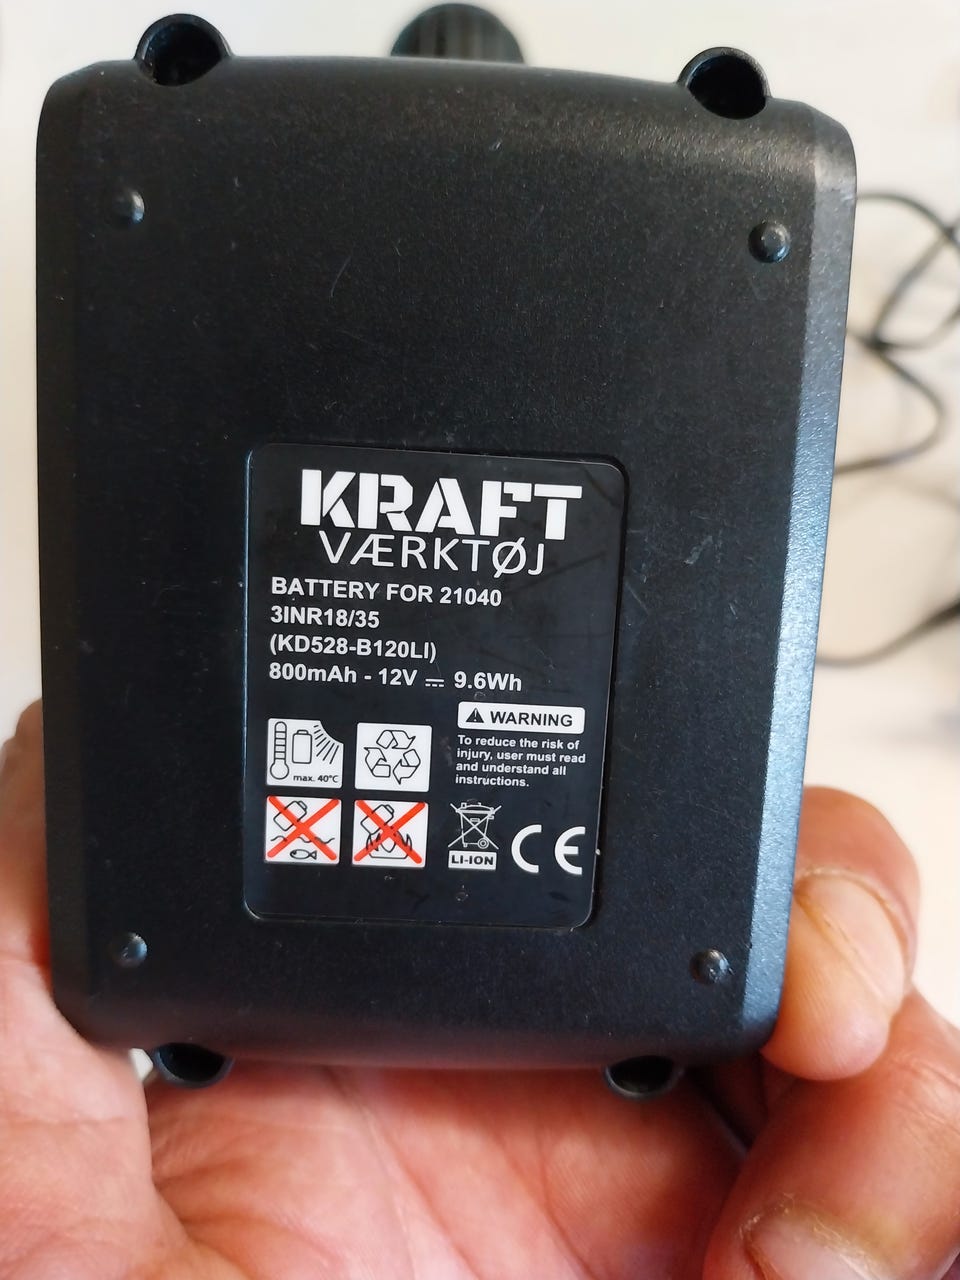 KRAFT
VÆRKTØJ
BATTERY FOR 21040
3INR18/35
(KD528-B120LI)
800mAh - 12V ⎓ 9.6Wh
WARNING
To reduce the risk of
injury, user must read
and understand all
instructions.
max. 40°C
LI-ION
CE